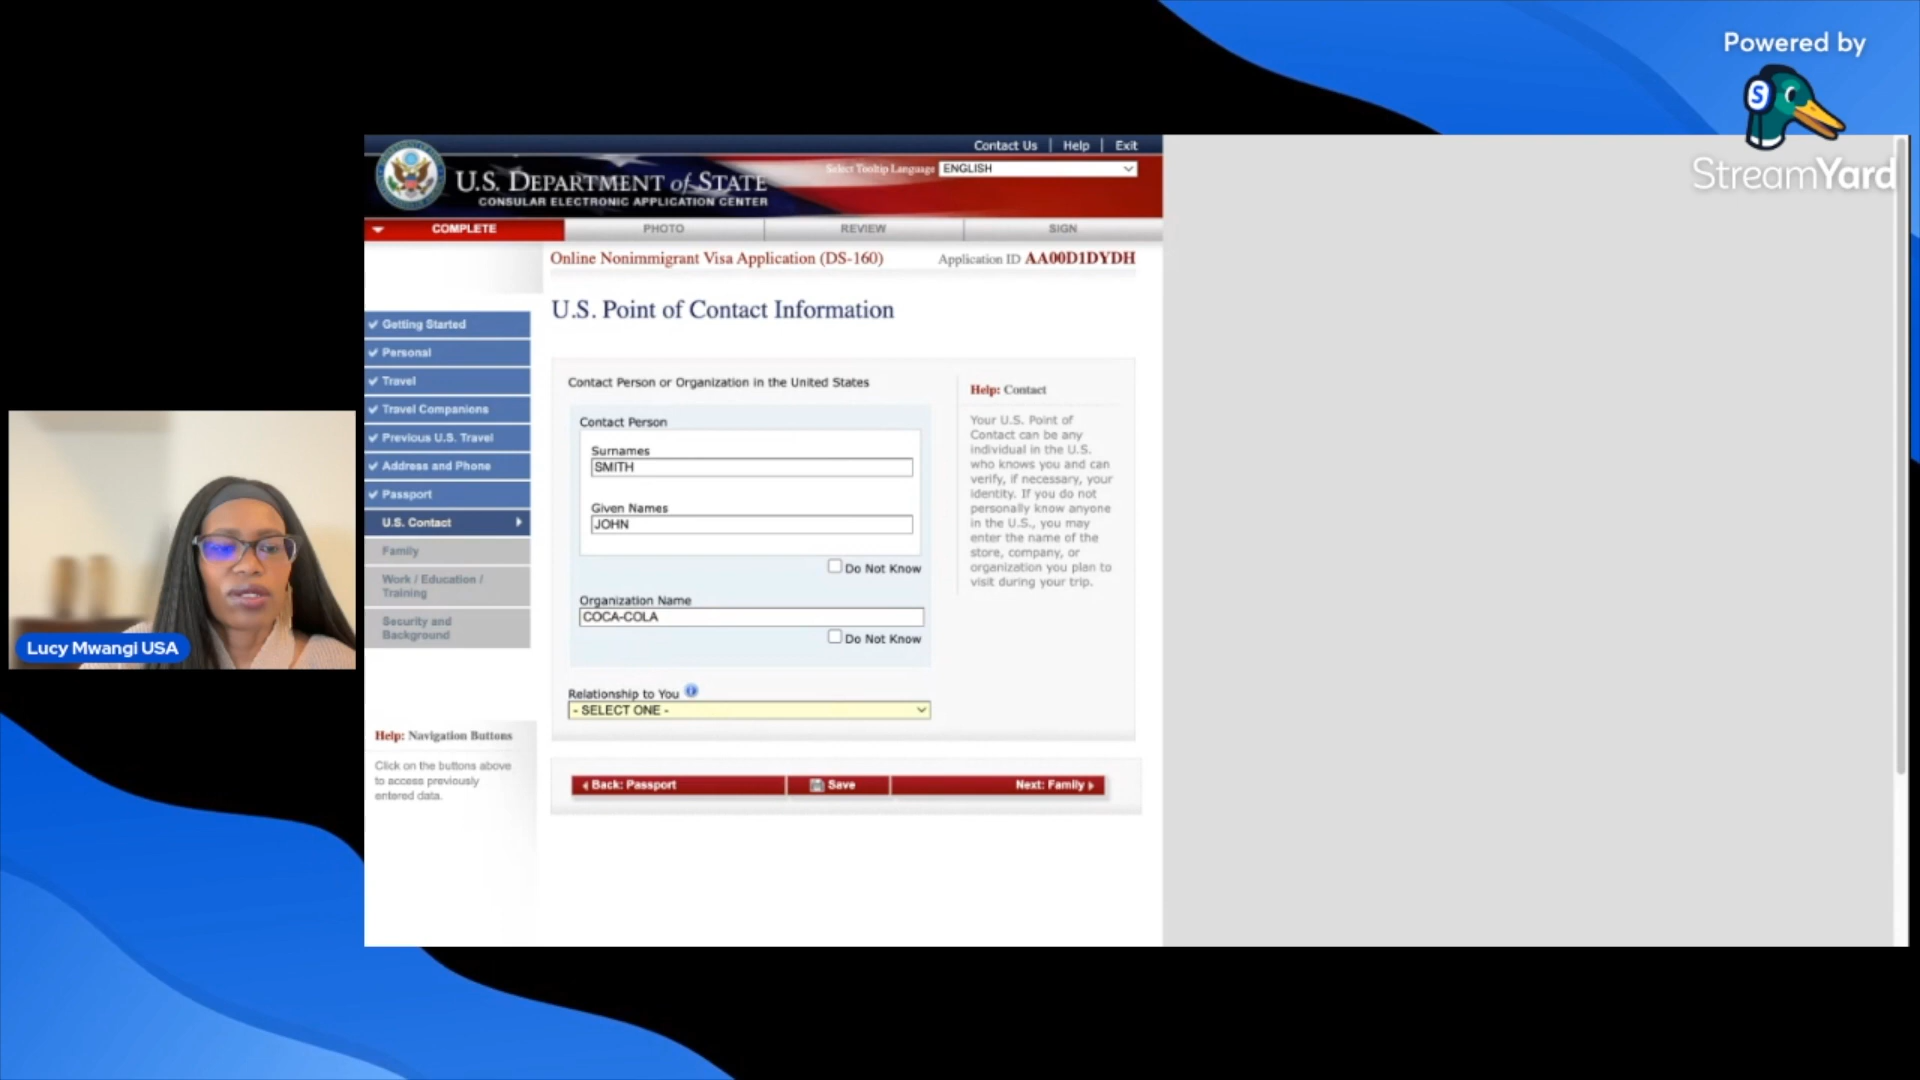 Powered by
StreamYard
Contact Us | Help | Exit
Select Tooltip Language ENGLISH
U.S. DEPARTMENT of STATE
CONSULAR ELECTRONIC APPLICATION CENTER
COMPLETE
PHOTO
REVIEW
SIGN
Online Nonimmigrant Visa Application (DS-160)
Application ID AA00D1DYDH
U.S. Point of Contact Information
Getting Started
Personal
Travel
Travel Companions
Previous U.S. Travel
Address and Phone
Passport
U.S. Contact
Family
Work / Education /
Training
Security and
Background
Help: Navigation Buttons
Click on the buttons above
to access previously
entered data.
Contact Person or Organization in the United States
Contact Person
Surnames
SMITH
Given Names
JOHN
Do Not Know
Organization Name
COCA-COLA
Do Not Know
Relationship to You
- SELECT ONE -
Help: Contact
Your U.S. Point of
Contact can be any
individual in the U.S.
who knows you and can
verify, if necessary, your
identity. If you do not
personally know anyone
in the U.S., you may
enter the name of the
store, company, or
organization you plan to
visit during your trip.
Back: Passport
Save
Next: Family
Lucy Mwangi USA
S